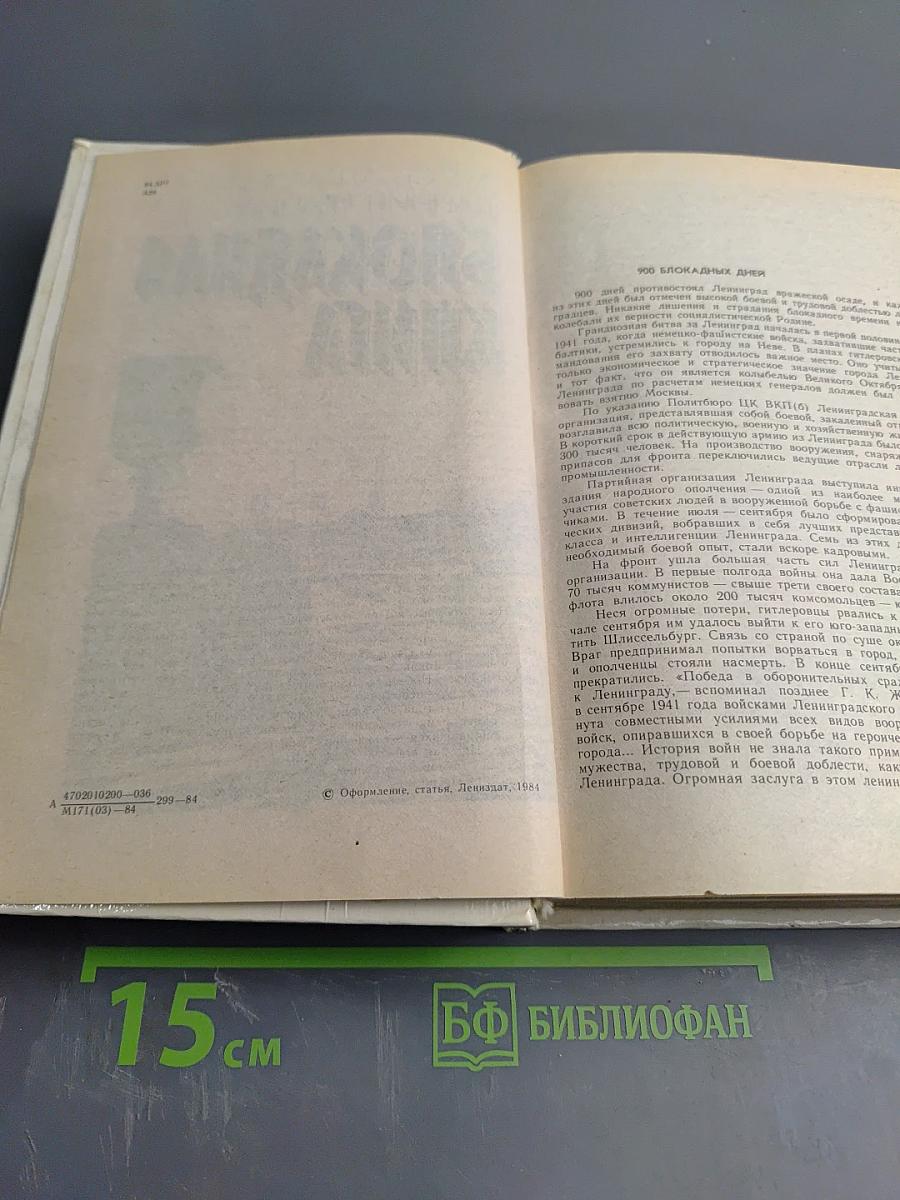 84.3Р7
А 4702010200—036 299—84
М171(03)—84
© Оформление, статья, Лениздат, 1984
900 БЛОКАДНЫХ ДНЕЙ
900 дней противостоял Ленинград вражеской осаде, и каж
из этих дней был отмечен высокой боевой и трудовой доблестью л
градцев. Никакие лишения и страдания блокадного времени н
колебали их верности социалистической Родине.
Грандиозная битва за Ленинград началась в первой половин
1941 года, когда немецко-фашистские войска, захватившие част
балтики, устремились к городу на Неве. В планах гитлеровс
мандования его захвату отводилось важное место. Оно учиты
только экономическое и стратегическое значение города Ле
и тот факт, что он является колыбелью Великого Октября
Ленинграда по расчетам немецких генералов должен был
вовать взятию Москвы.
По указанию Политбюро ЦК ВКП(б) Ленинградская
организация, представлявшая собой боевой, закаленный отр
возглавила всю политическую, военную и хозяйственную жи
В короткий срок в действующую армию из Ленинграда было
300 тысяч человек. На производство вооружения, снаряж
припасов для фронта переключились ведущие отрасли л
промышленности.
Партийная организация Ленинграда выступила ин
здания народного ополчения — одной из наиболее м
участия советских людей в вооруженной борьбе с фаши
чиками. В течение июля — сентября было сформирова
ческих дивизий, вобравших в себя лучших представ
класса и интеллигенции Ленинграда. Семь из этих д
необходимый боевой опыт, стали вскоре кадровыми.
На фронт ушла большая часть сил Ленингра
организации. В первые полгода войны она дала Воо
70 тысяч коммунистов — свыше трети своего состава
флота влилось около 200 тысяч комсомольцев — к
Неся огромные потери, гитлеровцы рвались к
чале сентября им удалось выйти к его юго-западны
тить Шлиссельбург. Связь со страной по суше ок
Враг предпринимал попытки ворваться в город,
и ополченцы стояли насмерть. В конце сентяб
прекратились. «Победа в оборонительных сраж
к Ленинграду,— вспоминал позднее Г. К. Ж
в сентябре 1941 года войсками Ленинградского
нута совместными усилиями всех видов воор
войск, опиравшихся в своей борьбе на героиче
города... История войн не знала такого прим
мужества, трудовой и боевой доблести, как
Ленинграда. Огромная заслуга в этом ленин
15 см
БФ БИБЛИОФАН